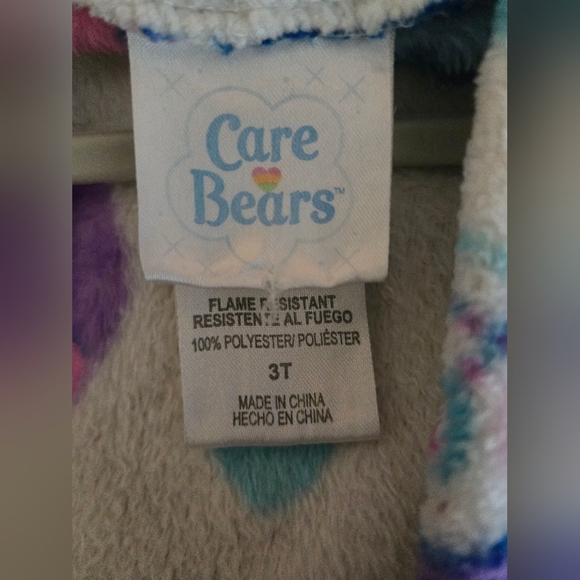 Care
Bears™
FLAME RESISTANT
RESISTENTE AL FUEGO
100% POLYESTER/ POLIÉSTER
3T
MADE IN CHINA
HECHO EN CHINA